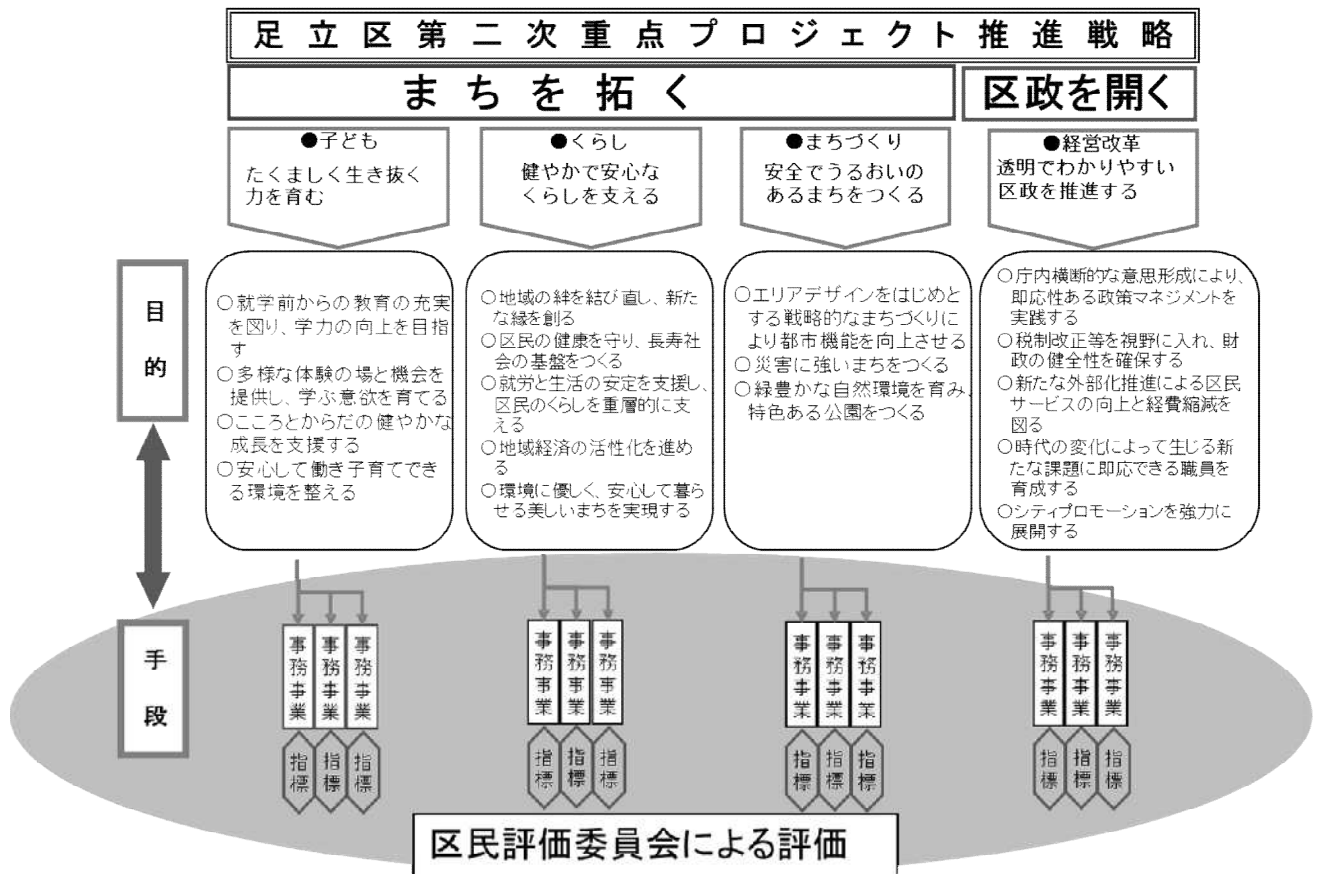 足立区第二次重点プロジェクト推進戦略
まちを拓く
区政を開く
●子ども
たくましく生き抜く
力を育む
●くらし
健やかで安心な
くらしを支える
●まちづくり
安全でうるおいの
あるまちをつくる
●経営改革
透明でわかりやすい
区政を推進する
目的
○就学前からの教育の充実
を図り、学力の向上を目指
す
○多様な体験の場と機会を
提供し、学ぶ意欲を育てる
○こころとからだの健やかな
成長を支援する
○安心して働き子育てでき
る環境を整える
○地域の絆を結び直し、新た
な縁を創る
○区民の健康を守り、長寿社
会の基盤をつくる
○就労と生活の安定を支援し、
区民のくらしを重層的に支
える
○地域経済の活性化を進め
る
○環境に優しく、安心して暮ら
せる美しいまちを実現する
○エリアデザインをはじめと
する戦略的なまちづくりに
より都市機能を向上させる
○災害に強いまちをつくる
○緑豊かな自然環境を育み、
特色ある公園をつくる
○庁内横断的な意思形成により、
即応性ある政策マネジメントを
実践する
○税制改正等を視野に入れ、財
政の健全性を確保する
○新たな外部化推進による区民
サービスの向上と経費縮減を
図る
○時代の変化によって生じる新
たな課題に即応できる職員を
育成する
○シティプロモーションを強力に
展開する
手段
事務事業
事務事業
事務事業
指標
指標
指標
事務事業
事務事業
事務事業
指標
指標
指標
事務事業
事務事業
事務事業
指標
指標
指標
事務事業
事務事業
事務事業
指標
指標
指標
区民評価委員会による評価